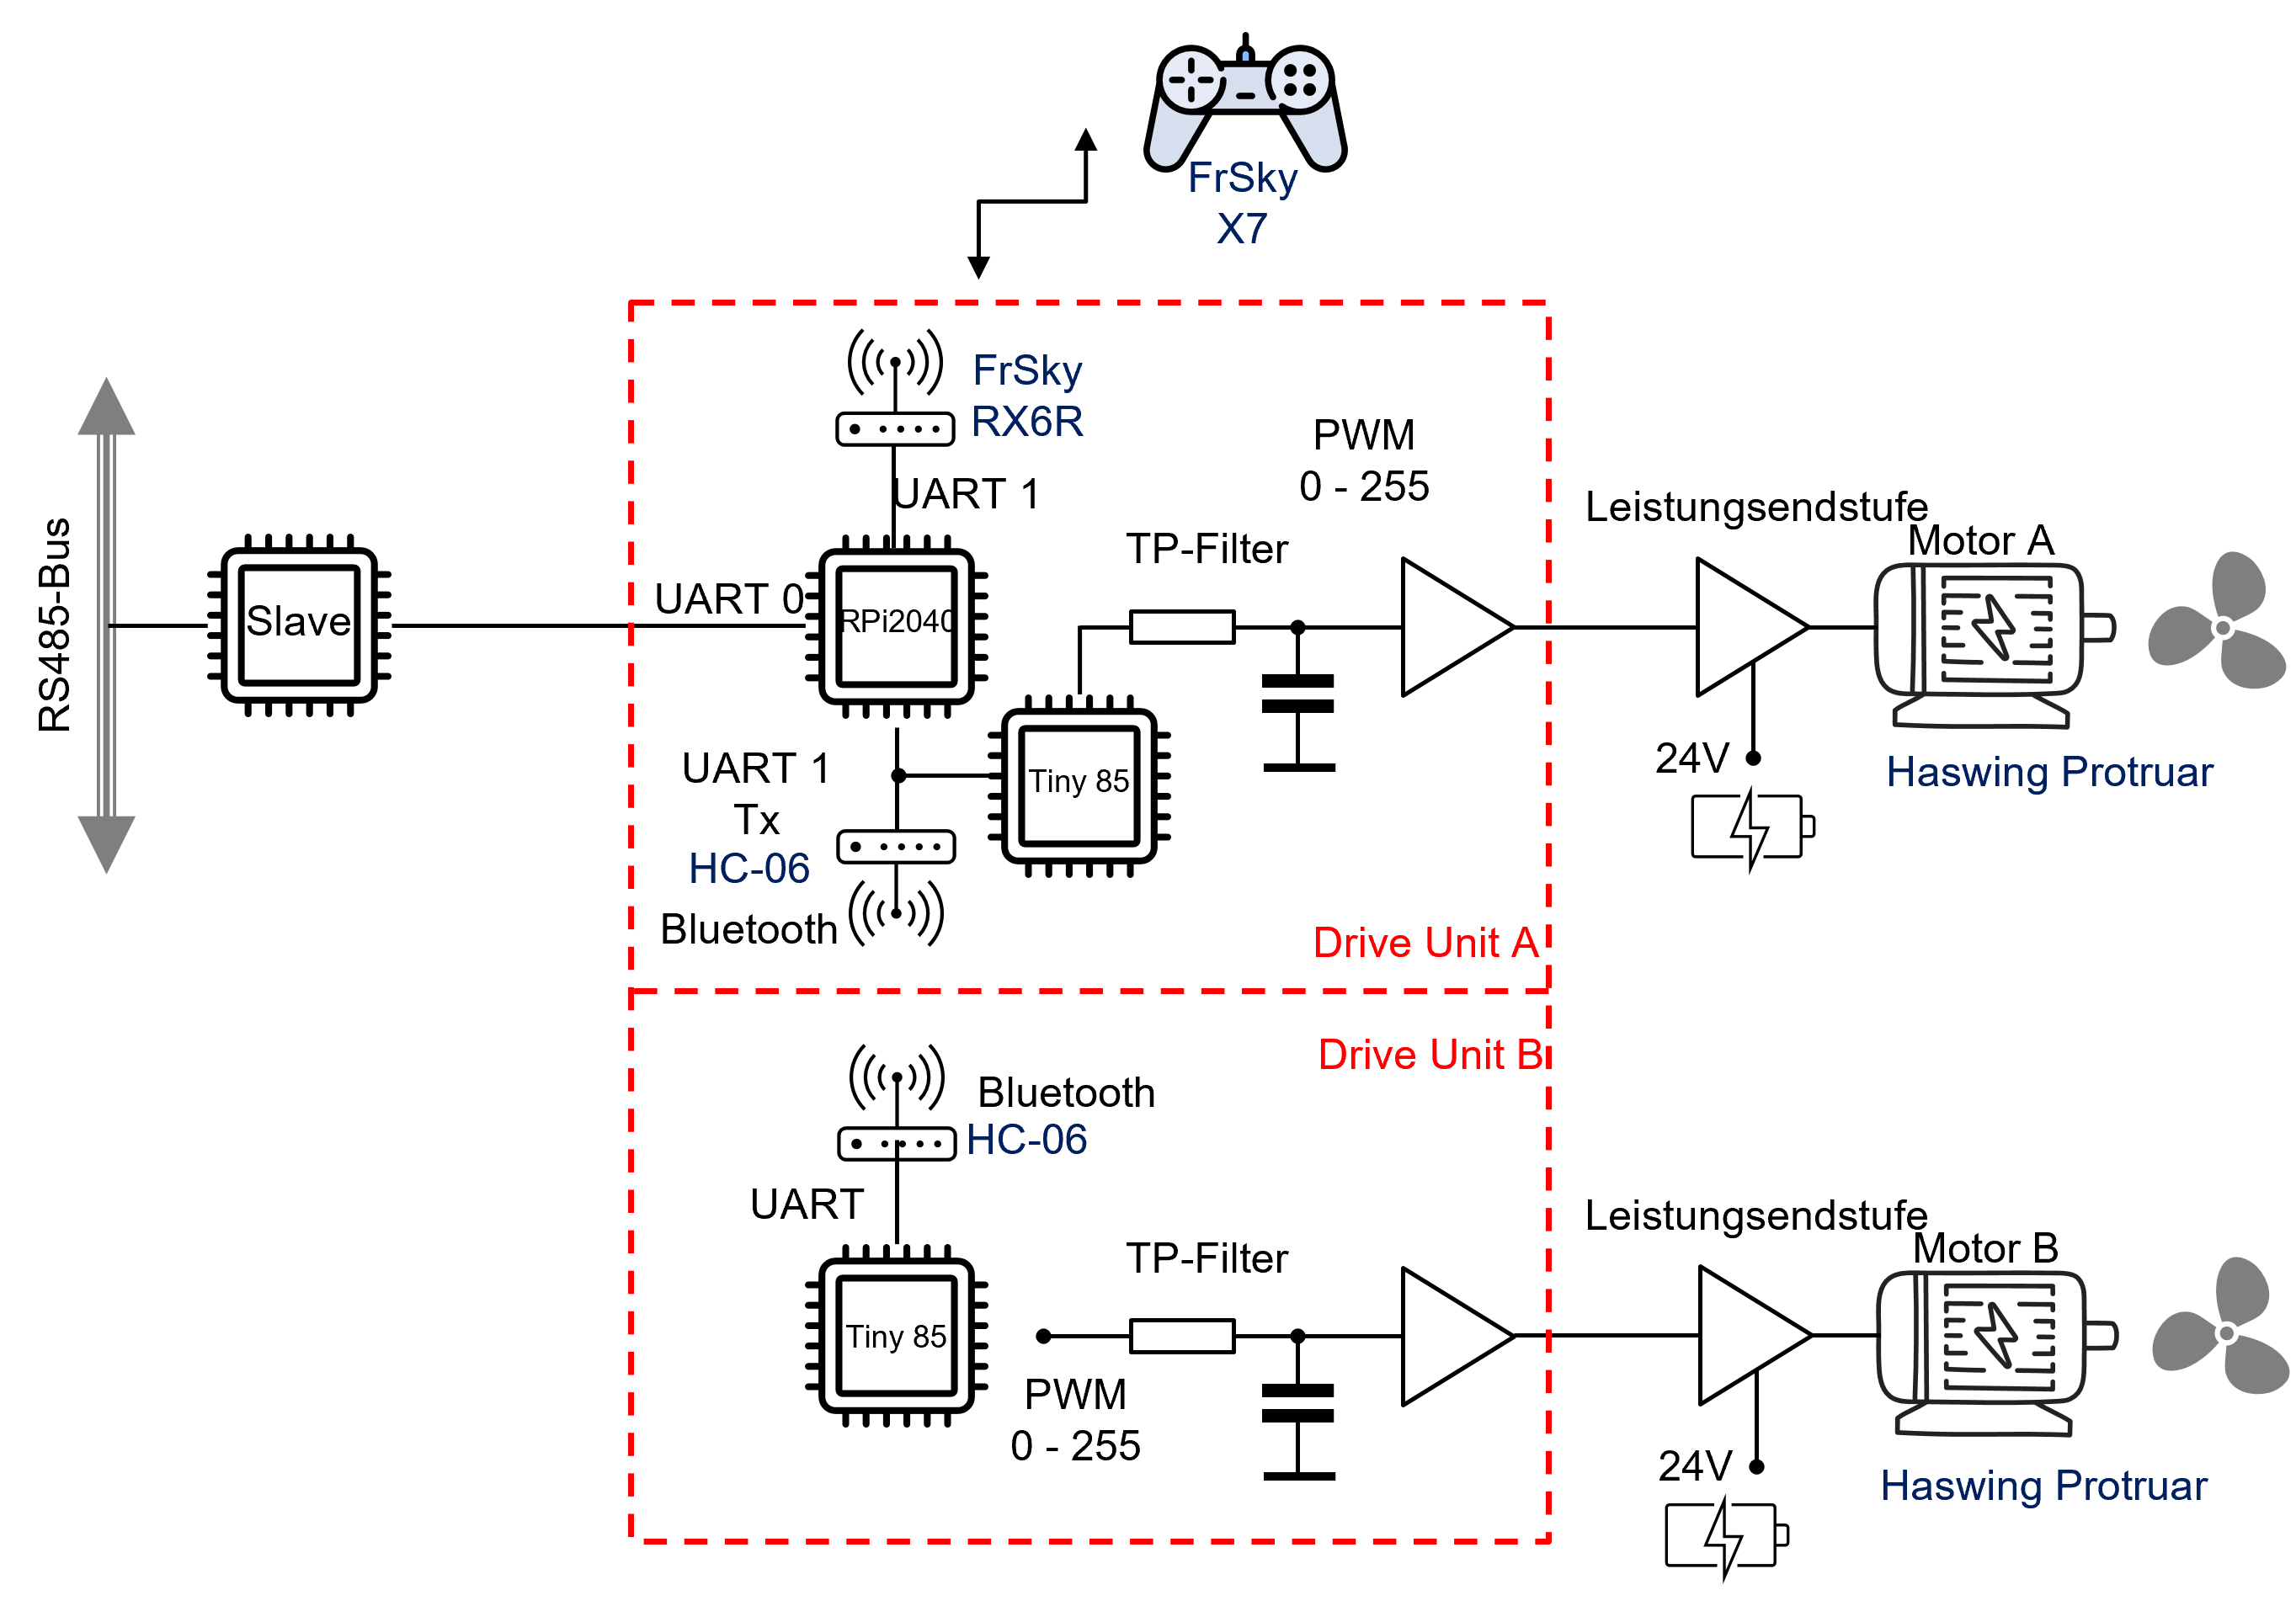 FrSky
X7
FrSky
RX6R
UART 1
PWM
0 - 255
Leistungsendstufe
Motor A
TP-Filter
RS485-Bus
Slave
UART 0
RPi2040
UART 1
Tx
HC-06
Bluetooth
Tiny 85
24V
Haswing Protruar
Drive Unit A
Drive Unit B
Bluetooth
HC-06
UART
Leistungsendstufe
Motor B
TP-Filter
Tiny 85
PWM
0 - 255
24V
Haswing Protruar